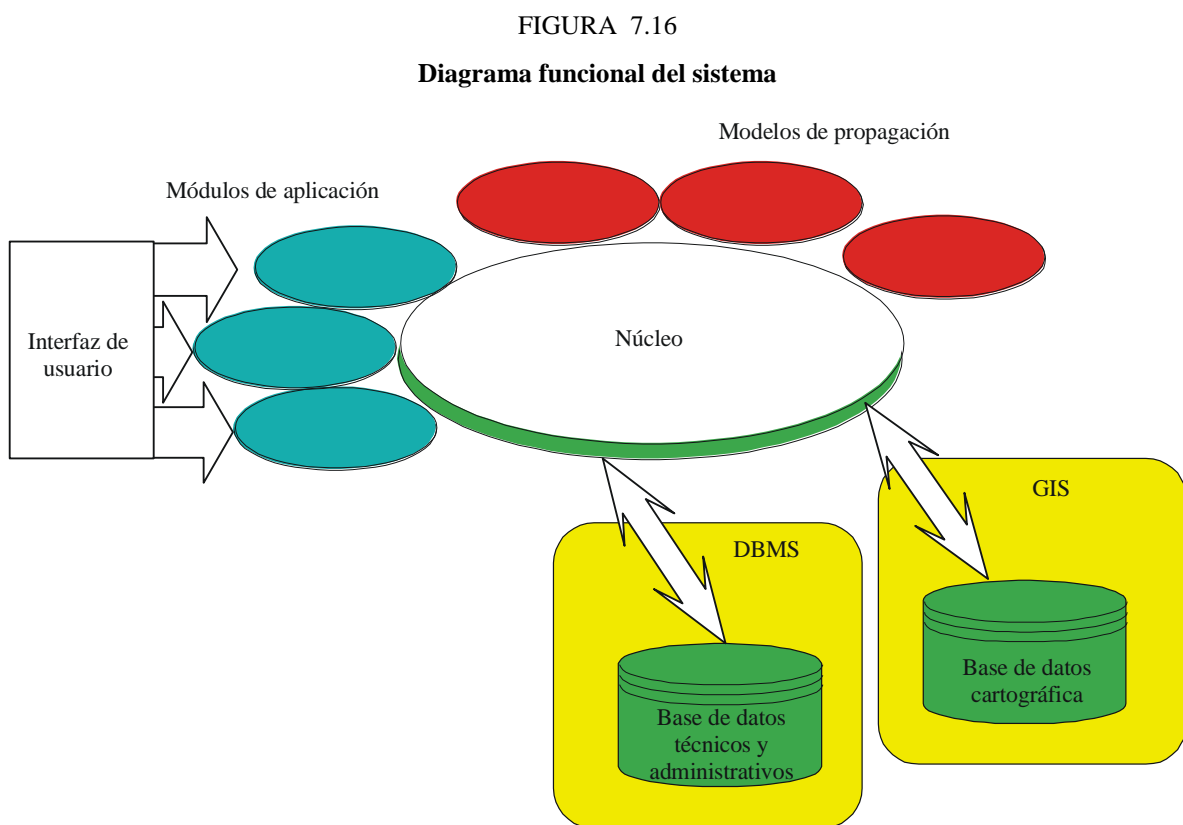 FIGURA 7.16
Diagrama funcional del sistema
Modelos de propagación
Módulos de aplicación
Interfaz de
usuario
Núcleo
GIS
DBMS
Base de datos
cartográfica
Base de datos
técnicos y
administrativos